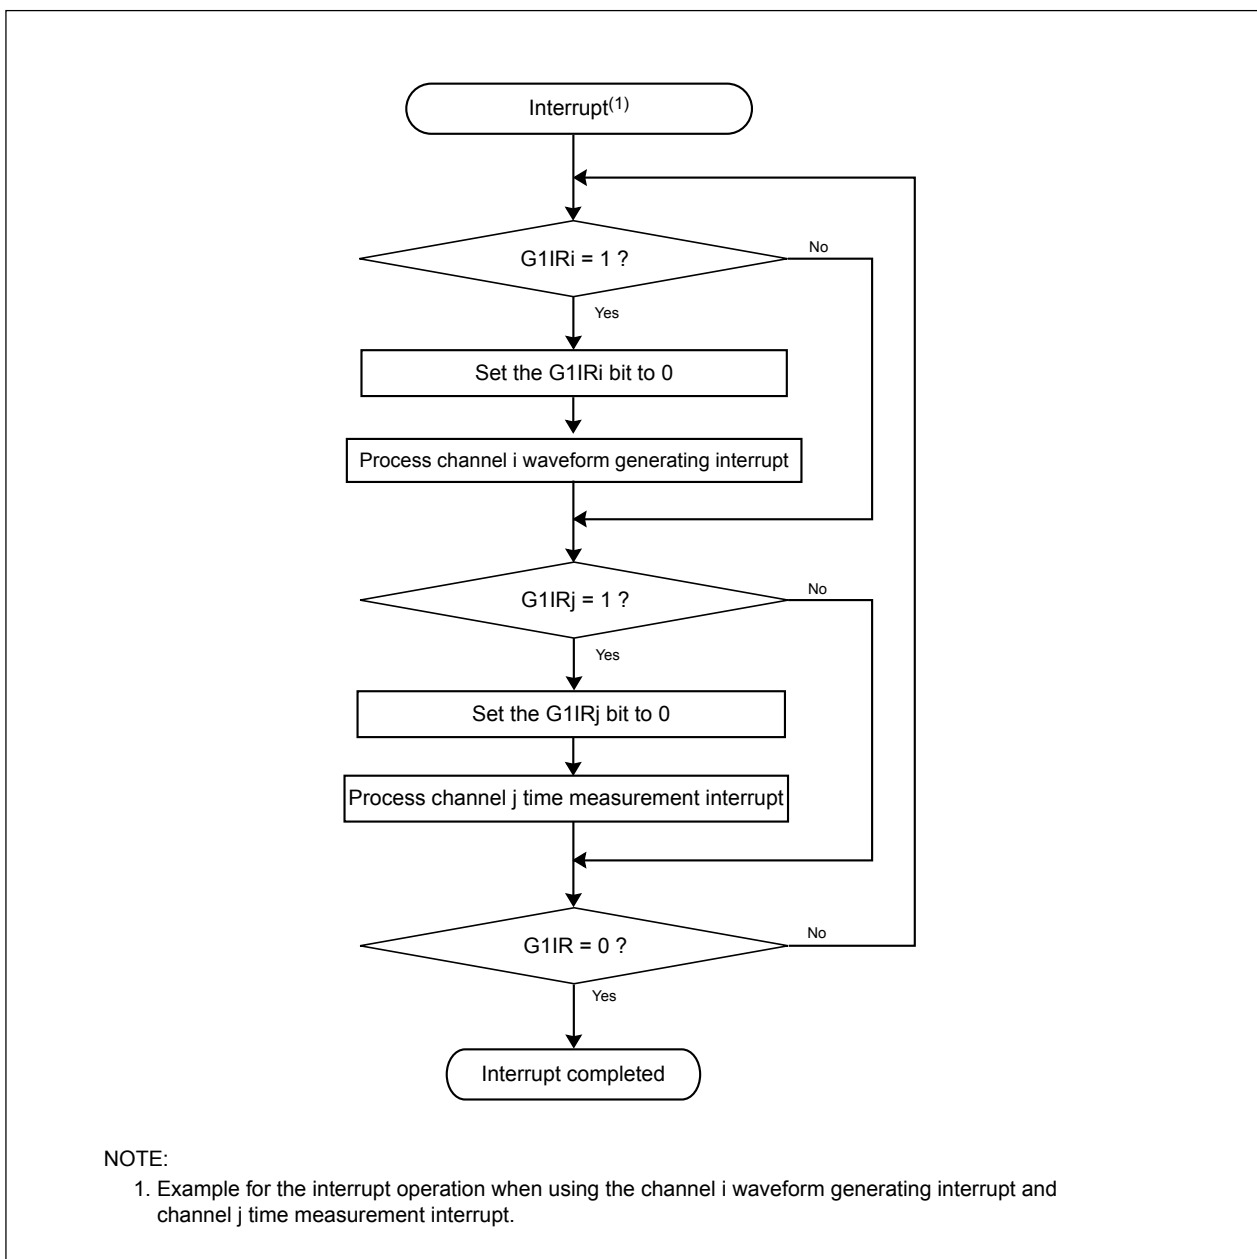 Interrupt(1)
G1IRi = 1 ?
No
Yes
Set the G1IRi bit to 0
Process channel i waveform generating interrupt
G1IRj = 1 ?
No
Yes
Set the G1IRj bit to 0
Process channel j time measurement interrupt
G1IR = 0 ?
No
Yes
Interrupt completed
NOTE:
1. Example for the interrupt operation when using the channel i waveform generating interrupt and
channel j time measurement interrupt.